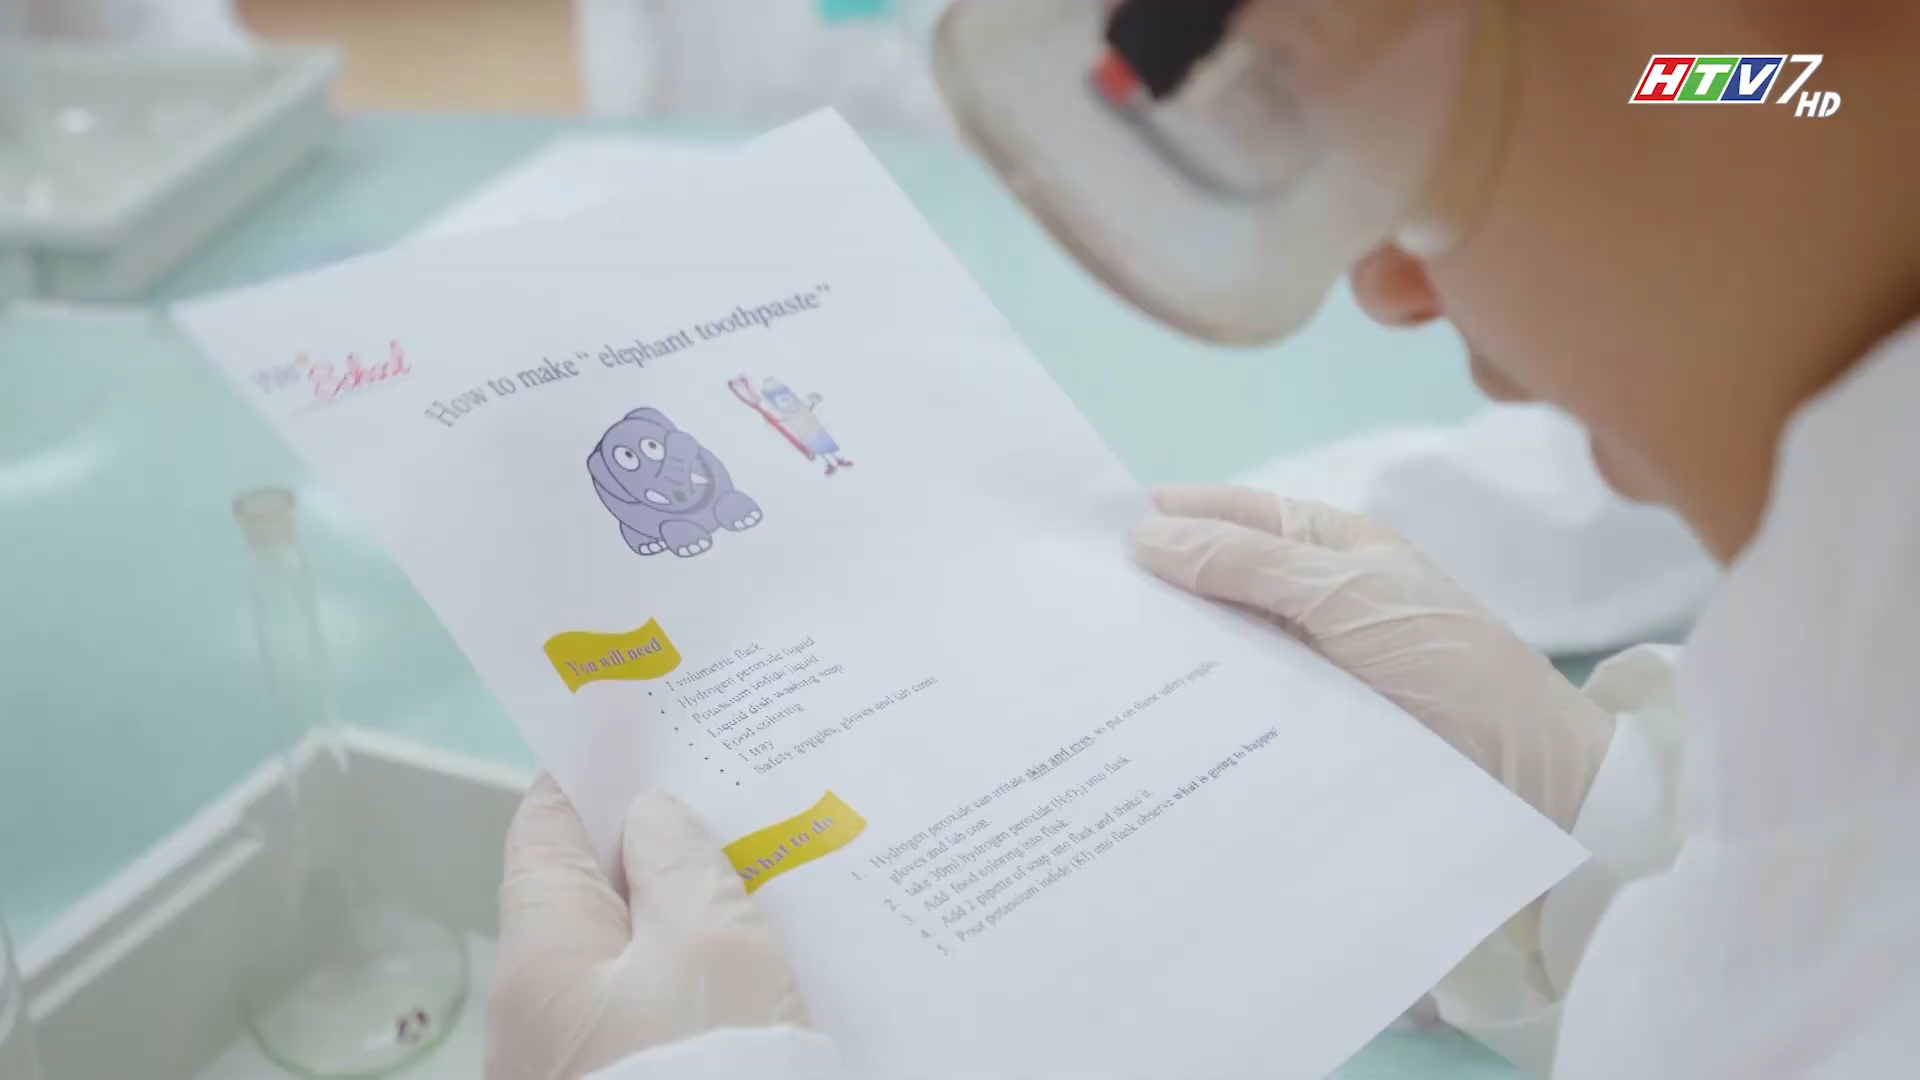 HTV7
HD
School
How to make “ elephant toothpaste”
You will need
• 1 volumetric flask
• Hydrogen peroxide liquid
• Potassium iodide liquid
• Liquid dish washing soap
• Food coloring
• 1 tray
• Safety goggles, gloves and lab coats
What to do
1. Hydrogen peroxide can irritate skin and eyes, so put on those safety goggles,
gloves and lab coat.
2. take 30ml hydrogen peroxide (H₂O₂) into flask
3. Add food coloring into flask.
4. Add 2 pipette of soap into flask and shake it.
5. Pour potassium iodide (KI) into flask observe what is going to happen